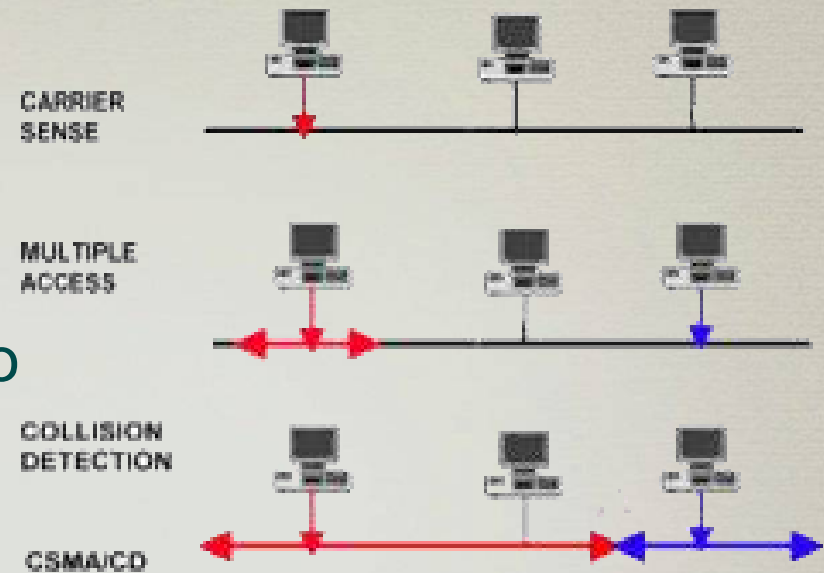 CARRIER
SENSE
MULTIPLE
ACCESS
o
COLLISION
DETECTION
CSMA/CD